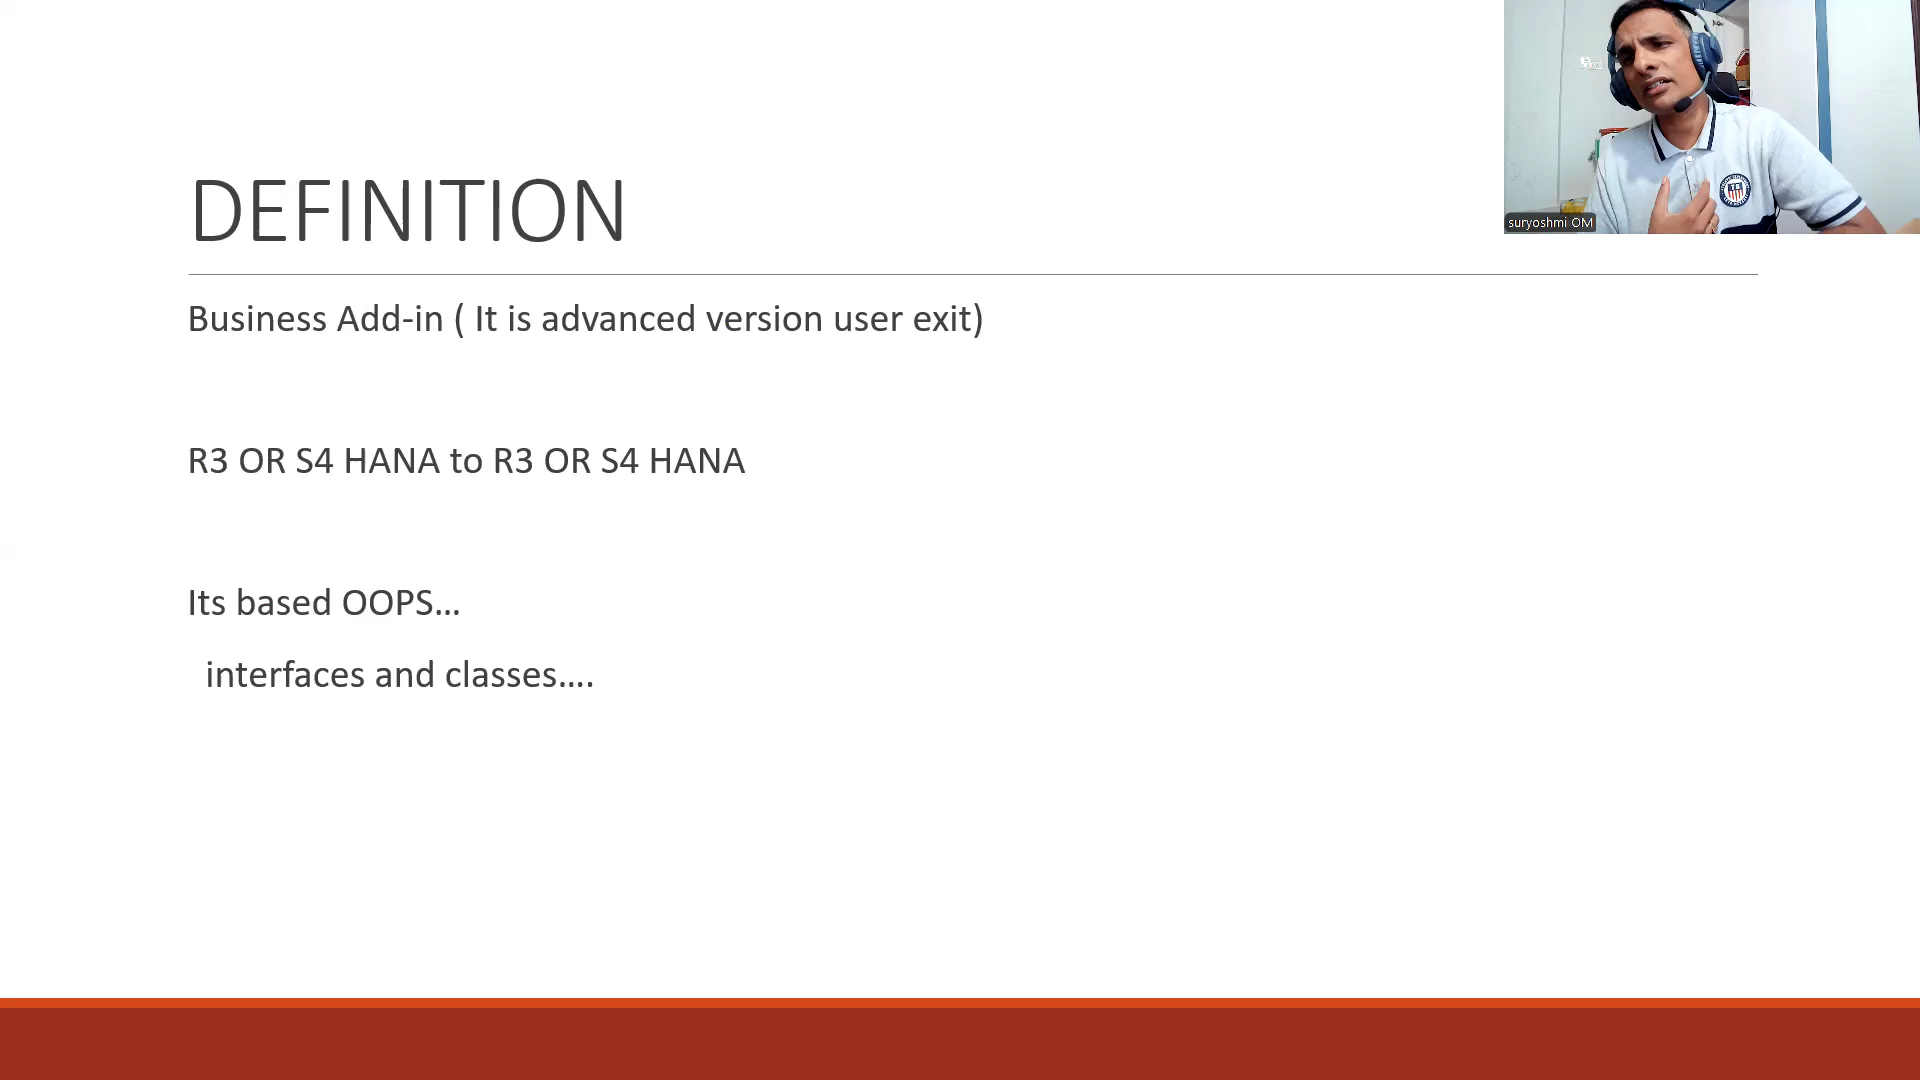 DEFINITION
Business Add-in ( It is advanced version user exit)
R3 OR S4 HANA to R3 OR S4 HANA
Its based OOPS...
interfaces and classes....
suryoshmi OM